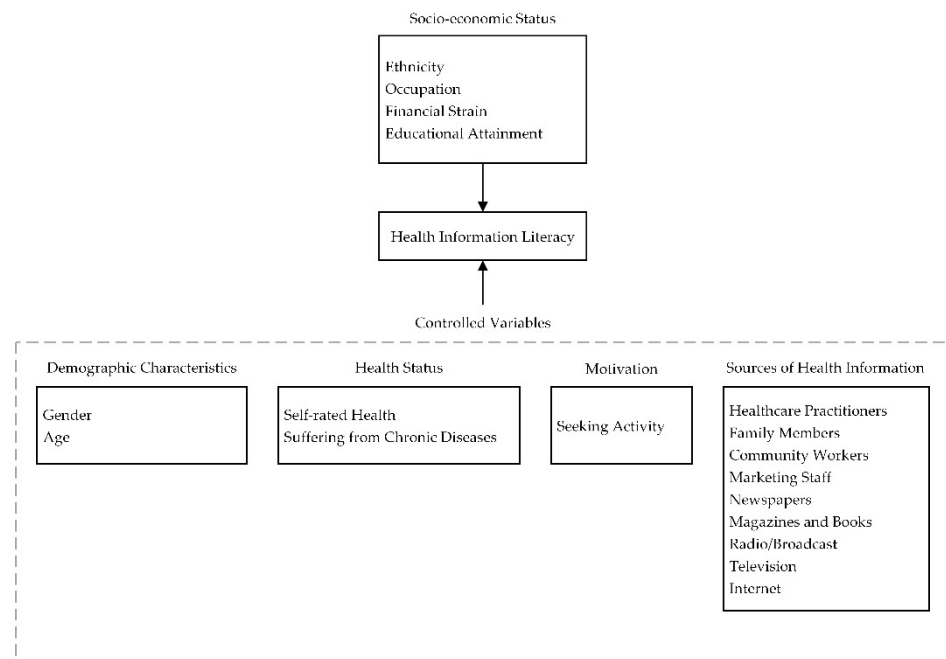 Socio-economic Status
Ethnicity
Occupation
Financial Strain
Educational Attainment
Health Information Literacy
Controlled Variables
Demographic Characteristics
Gender
Age
Health Status
Self-rated Health
Suffering from Chronic Diseases
Motivation
Seeking Activity
Sources of Health Information
Healthcare Practitioners
Family Members
Community Workers
Marketing Staff
Newspapers
Magazines and Books
Radio/Broadcast
Television
Internet